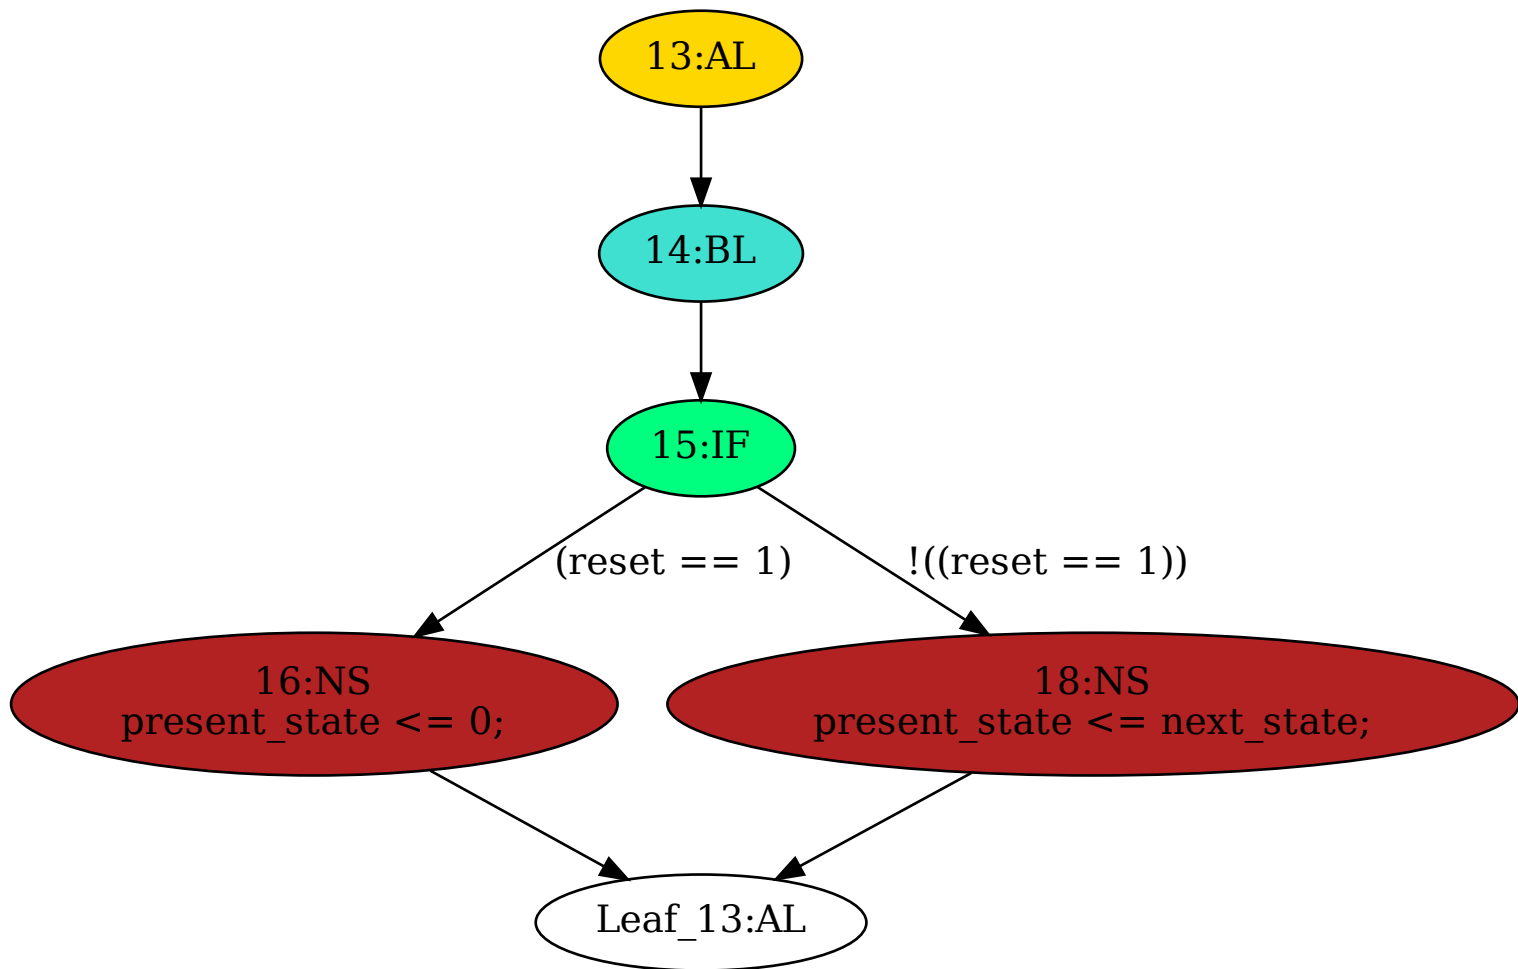 13:AL
14:BL
15:IF
(reset == 1)
!((reset == 1))
16:NS
present_state <= 0;
18:NS
present_state <= next_state;
Leaf_13:AL